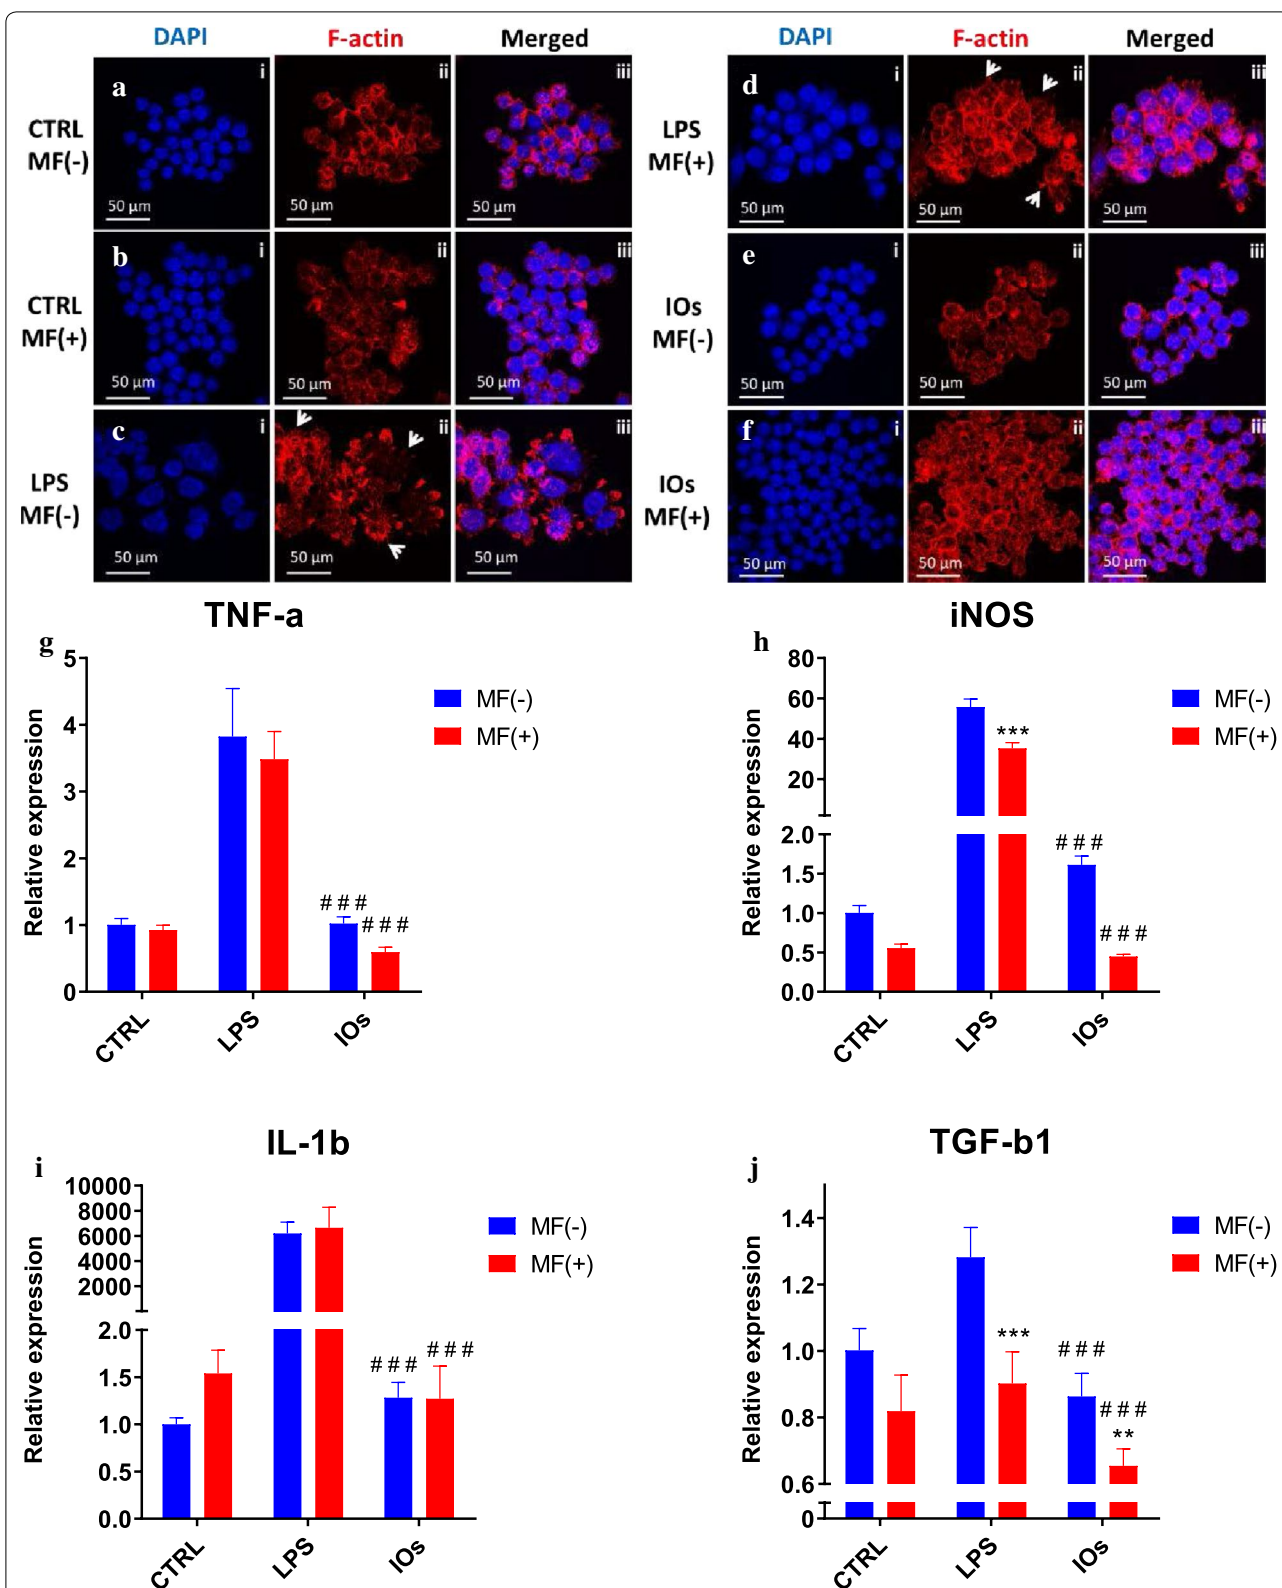 DAPI F-actin Merged DAPI F-actin Merged
a i ii iii d i ii iii
CTRL
MF(-)
50 µm 50 µm 50 µm
LPS
MF(+)
50 µm 50 µm 50 µm
b i ii iii e i ii iii
CTRL
MF(+)
50 µm 50 µm 50 µm
IOs
MF(-)
50 µm 50 µm 50 µm
c i ii iii f i ii iii
LPS
MF(-)
50 µm 50 µm 50 µm
IOs
MF(+)
50 µm 50 µm 50 µm
g
TNF-a
Relative expression
5
4
3
2
1
0
###
###
CTRL LPS IOs
MF(-)
MF(+)
h
iNOS
Relative expression
80
60
40
20
2.0
1.5
1.0
0.5
0.0
***
###
###
CTRL LPS IOs
MF(-)
MF(+)
i
IL-1b
Relative expression
10000
8000
6000
4000
2000
2.0
1.5
1.0
0.5
0.0
### ###
CTRL LPS IOs
MF(-)
MF(+)
j
TGF-b1
Relative expression
1.4
1.2
1.0
0.8
0.6
0
***
###
###
**
CTRL LPS IOs
MF(-)
MF(+)